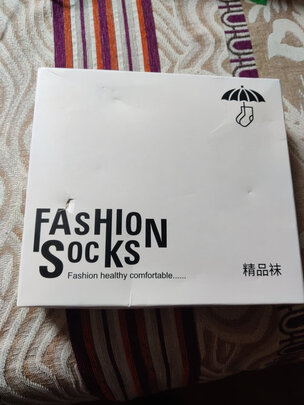 FASHION
SOCKS
Fashion healthy comfortable......
精品袜